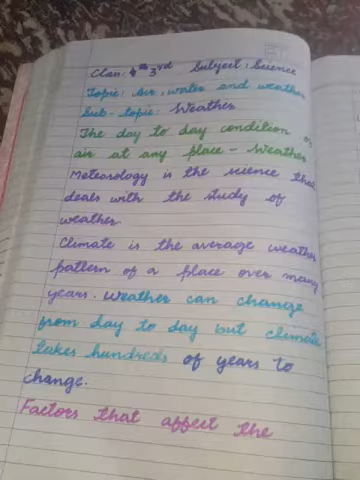 Class: 4th 3rd Subject: Science
Topic: Air, water and weather
Sub-topic: Weather
The day to day condition of
air at any place - Weather
Meteorology is the science that
deals with the study of
weather.
Climate is the average weather
pattern of a place over many
years. Weather can change
from day to day but climate
takes hundreds of years to
change.
Factors that affect the